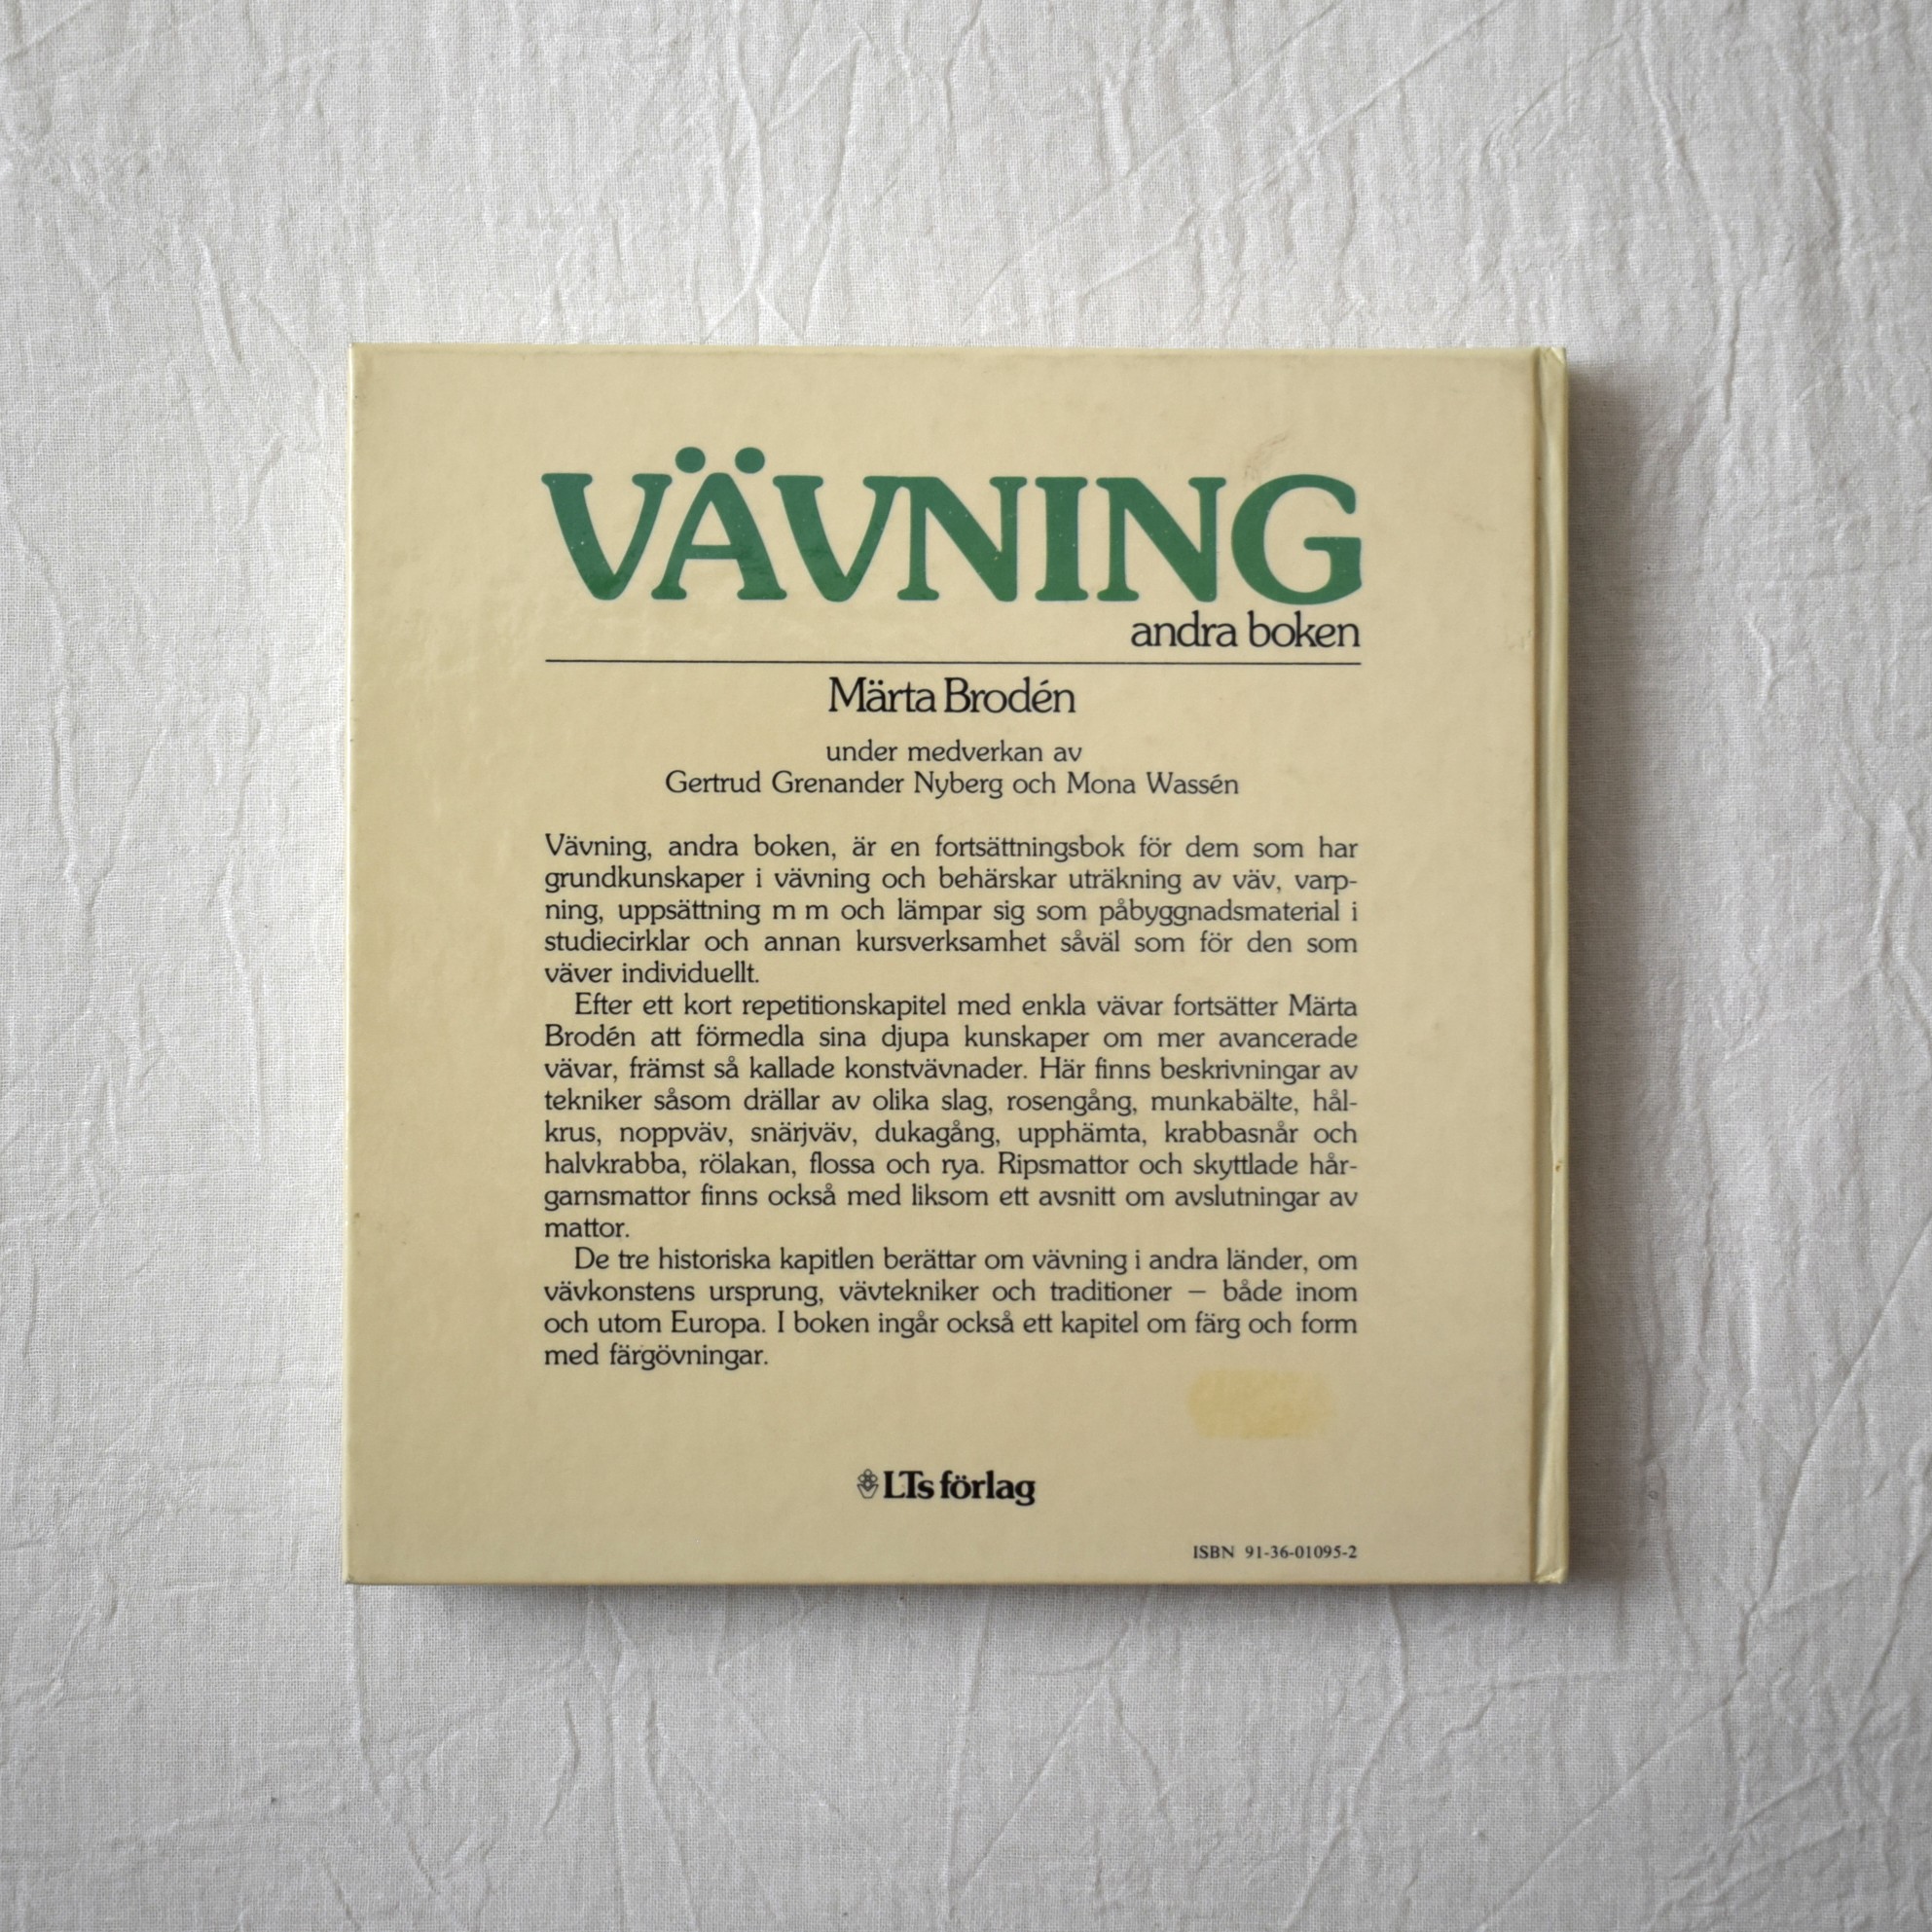 VÄVNING
andra boken
Märta Brodén
under medverkan av
Gertrud Grenander Nyberg och Mona Wassén
Vävning, andra boken, är en fortsättningsbok för dem som har
grundkunskaper i vävning och behärskar uträkning av väv, varp-
ning, uppsättning m m och lämpar sig som påbyggnadsmaterial i
studiecirklar och annan kursverksamhet såväl som för den som
väver individuellt.
Efter ett kort repetitionskapitel med enkla vävar fortsätter Märta
Brodén att förmedla sina djupa kunskaper om mer avancerade
vävar, främst så kallade konstvävnader. Här finns beskrivningar av
tekniker såsom drällar av olika slag, rosengång, munkabälte, hål-
krus, noppväv, snärjväv, dukagång, upphämta, krabbasnår och
halvkrabba, rölakan, flossa och rya. Ripsmattor och skyttlade hår-
garnsmattor finns också med liksom ett avsnitt om avslutningar av
mattor.
De tre historiska kapitlen berättar om vävning i andra länder, om
vävkonstens ursprung, vävtekniker och traditioner – både inom
och utom Europa. I boken ingår också ett kapitel om färg och form
med färgövningar.
LTs förlag
ISBN 91-36-01095-2